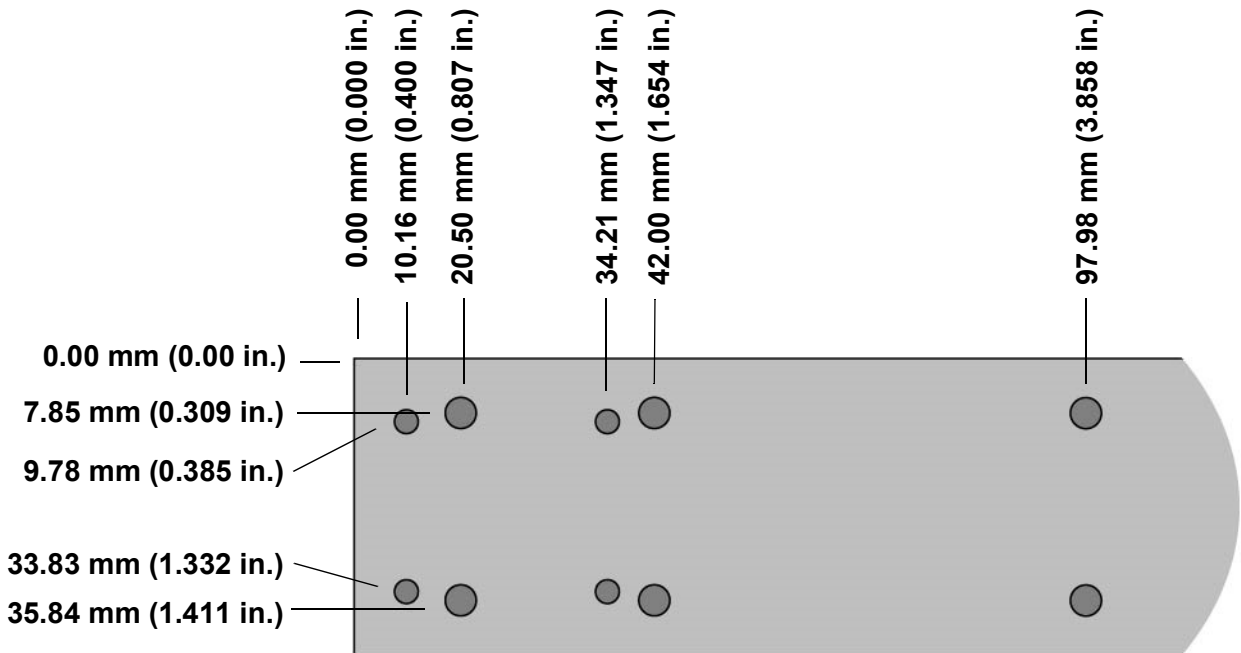 0.00 mm (0.000 in.)
10.16 mm (0.400 in.)
20.50 mm (0.807 in.)
34.21 mm (1.347 in.)
42.00 mm (1.654 in.)
97.98 mm (3.858 in.)
0.00 mm (0.00 in.)
7.85 mm (0.309 in.)
9.78 mm (0.385 in.)
33.83 mm (1.332 in.)
35.84 mm (1.411 in.)